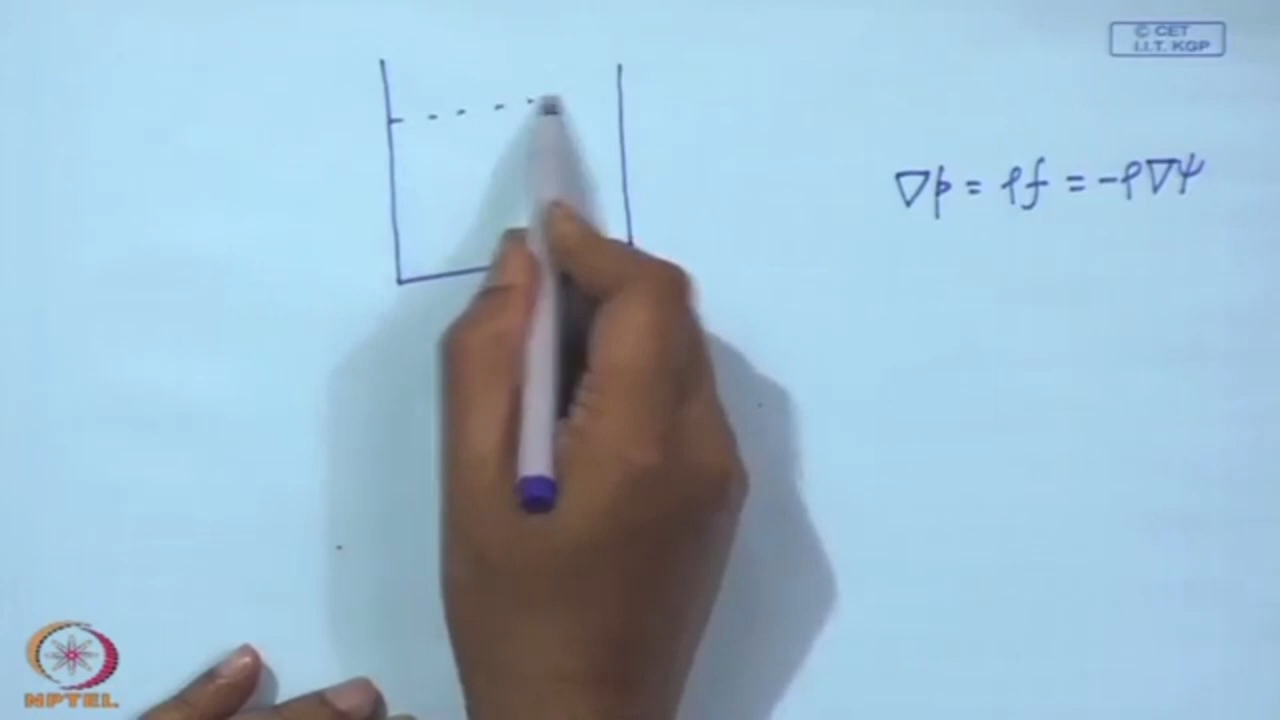 © CET
I.I.T. KGP
∇p = ρf = -ρ∇ψ
NPTEL